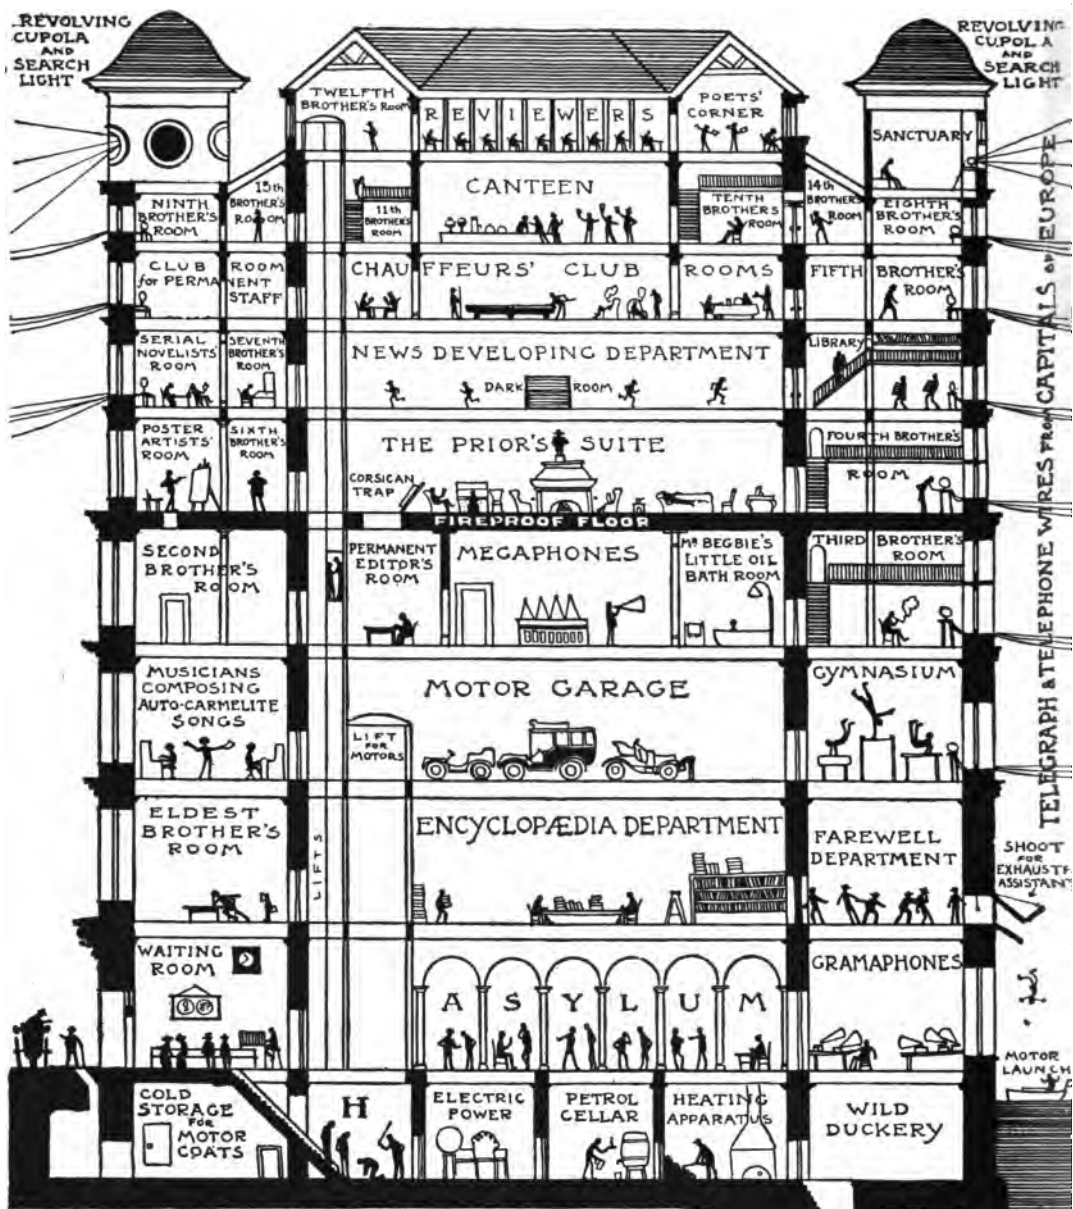 REVOLVING
CUPOLA
AND
SEARCH
LIGHT
REVOLVING
CUPOLA
AND
SEARCH
LIGHT
TWELFTH
BROTHER'S ROOM
REVIEWERS
POETS'
CORNER
SANCTUARY
NINTH
BROTHER'S
ROOM
15th
BROTHER'S
ROOM
11th
BROTHER'S
ROOM
CANTEEN
TENTH
BROTHERS
ROOM
14th
BROTHER'S
ROOM
EIGHTH
BROTHER'S
ROOM
CLUB ROOM
for PERMANENT
STAFF
CHAUFFEURS' CLUB ROOMS
FIFTH BROTHER'S
ROOM
SERIAL
NOVELISTS'
ROOM
SEVENTH
BROTHER'S
ROOM
NEWS DEVELOPING DEPARTMENT
DARK ROOM
LIBRARY
POSTER
ARTISTS'
ROOM
SIXTH
BROTHER'S
ROOM
THE PRIOR'S SUITE
CORSICAN
TRAP
FOURTH BROTHER'S
ROOM
FIREPROOF FLOOR
SECOND
BROTHER'S
ROOM
PERMANENT
EDITOR'S
ROOM
MEGAPHONES
Mr BEGBIE'S
LITTLE OIL
BATH ROOM
THIRD BROTHER'S
ROOM
MUSICIANS
COMPOSING
AUTO-CARMELITE
SONGS
LIFT
FOR
MOTORS
MOTOR GARAGE
GYMNASIUM
ELDEST
BROTHER'S
ROOM
LIFTS
ENCYCLOPÆDIA DEPARTMENT
FAREWELL
DEPARTMENT
TELEGRAPH & TELEPHONE WIRES FROM CAPITALS OF EUROPE
SHOOT
FOR
EXHAUSTE
ASSISTANT
WAITING
ROOM
ASYLUM
GRAMAPHONES
MOTOR
LAUNCH
COLD
STORAGE
for
MOTOR
COATS
H
ELECTRIC
POWER
PETROL
CELLAR
HEATING
APPARATUS
WILD
DUCKERY